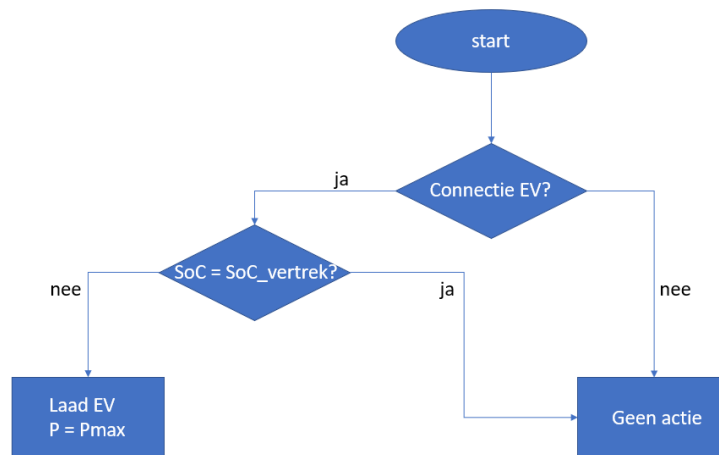 start
ja
Connectie EV?
SoC = SoC_vertrek?
nee
ja
nee
Laad EV
P = Pmax
Geen actie